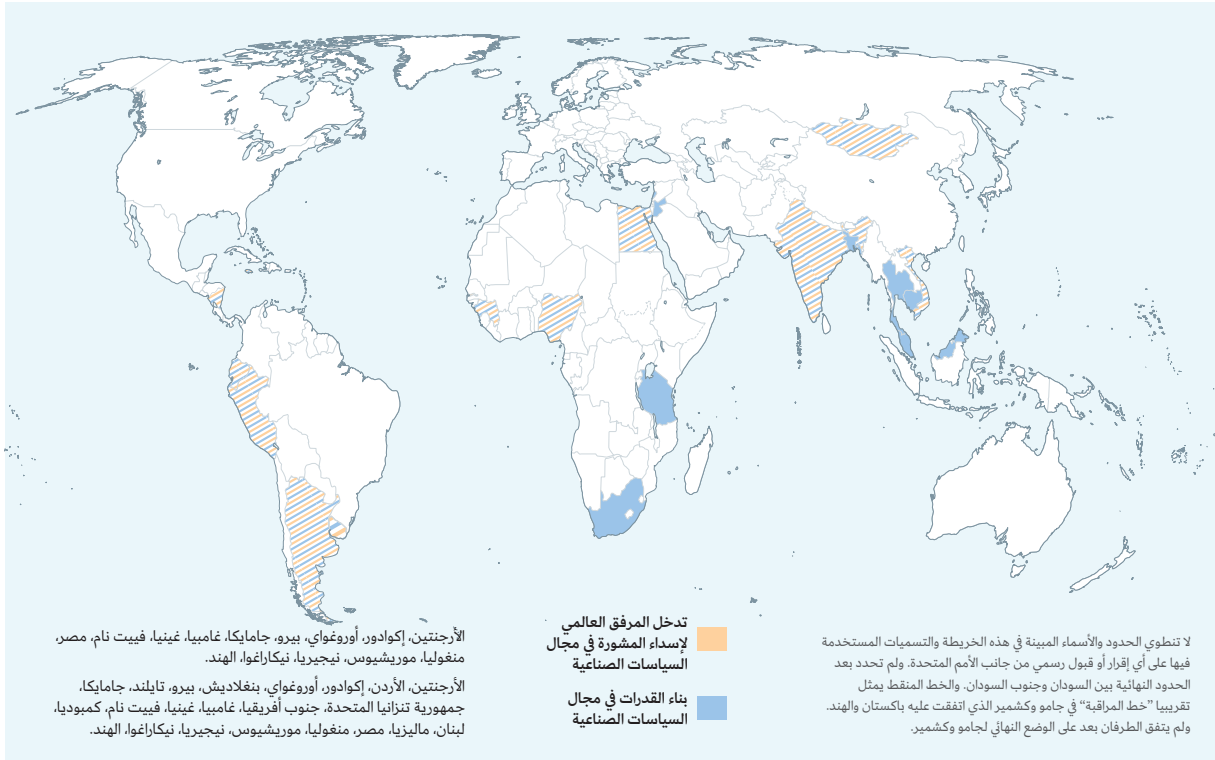 لا تنطوي الحدود والأسماء المبينة في هذه الخريطة والتسميات المستخدمة
فيها على أي إقرار أو قبول رسمي من جانب الأمم المتحدة. ولم تحدد بعد
الحدود النهائية بين السودان وجنوب السودان. والخط المنقط يمثل
تقريبيا ”خط المراقبة“ في جامو وكشمير الذي اتفقت عليه باكستان والهند.
ولم يتفق الطرفان بعد على الوضع النهائي لجامو وكشمير.
تدخل المرفق العالمي
لإسداء المشورة في مجال
السياسات الصناعية
بناء القدرات في مجال
السياسات الصناعية
الأرجنتين، إكوادور، أوروغواي، بيرو، جامايكا، غامبيا، غينيا، فييت نام، مصر،
منغوليا، موريشيوس، نيجيريا، نيكاراغوا، الهند.
الأرجنتين، الأردن، إكوادور، أوروغواي، بنغلاديش، بيرو، تايلند، جامايكا،
جمهورية تنزانيا المتحدة، جنوب أفريقيا، غامبيا، غينيا، فييت نام، كمبوديا،
لبنان، ماليزيا، مصر، منغوليا، موريشيوس، نيجيريا، نيكاراغوا، الهند.